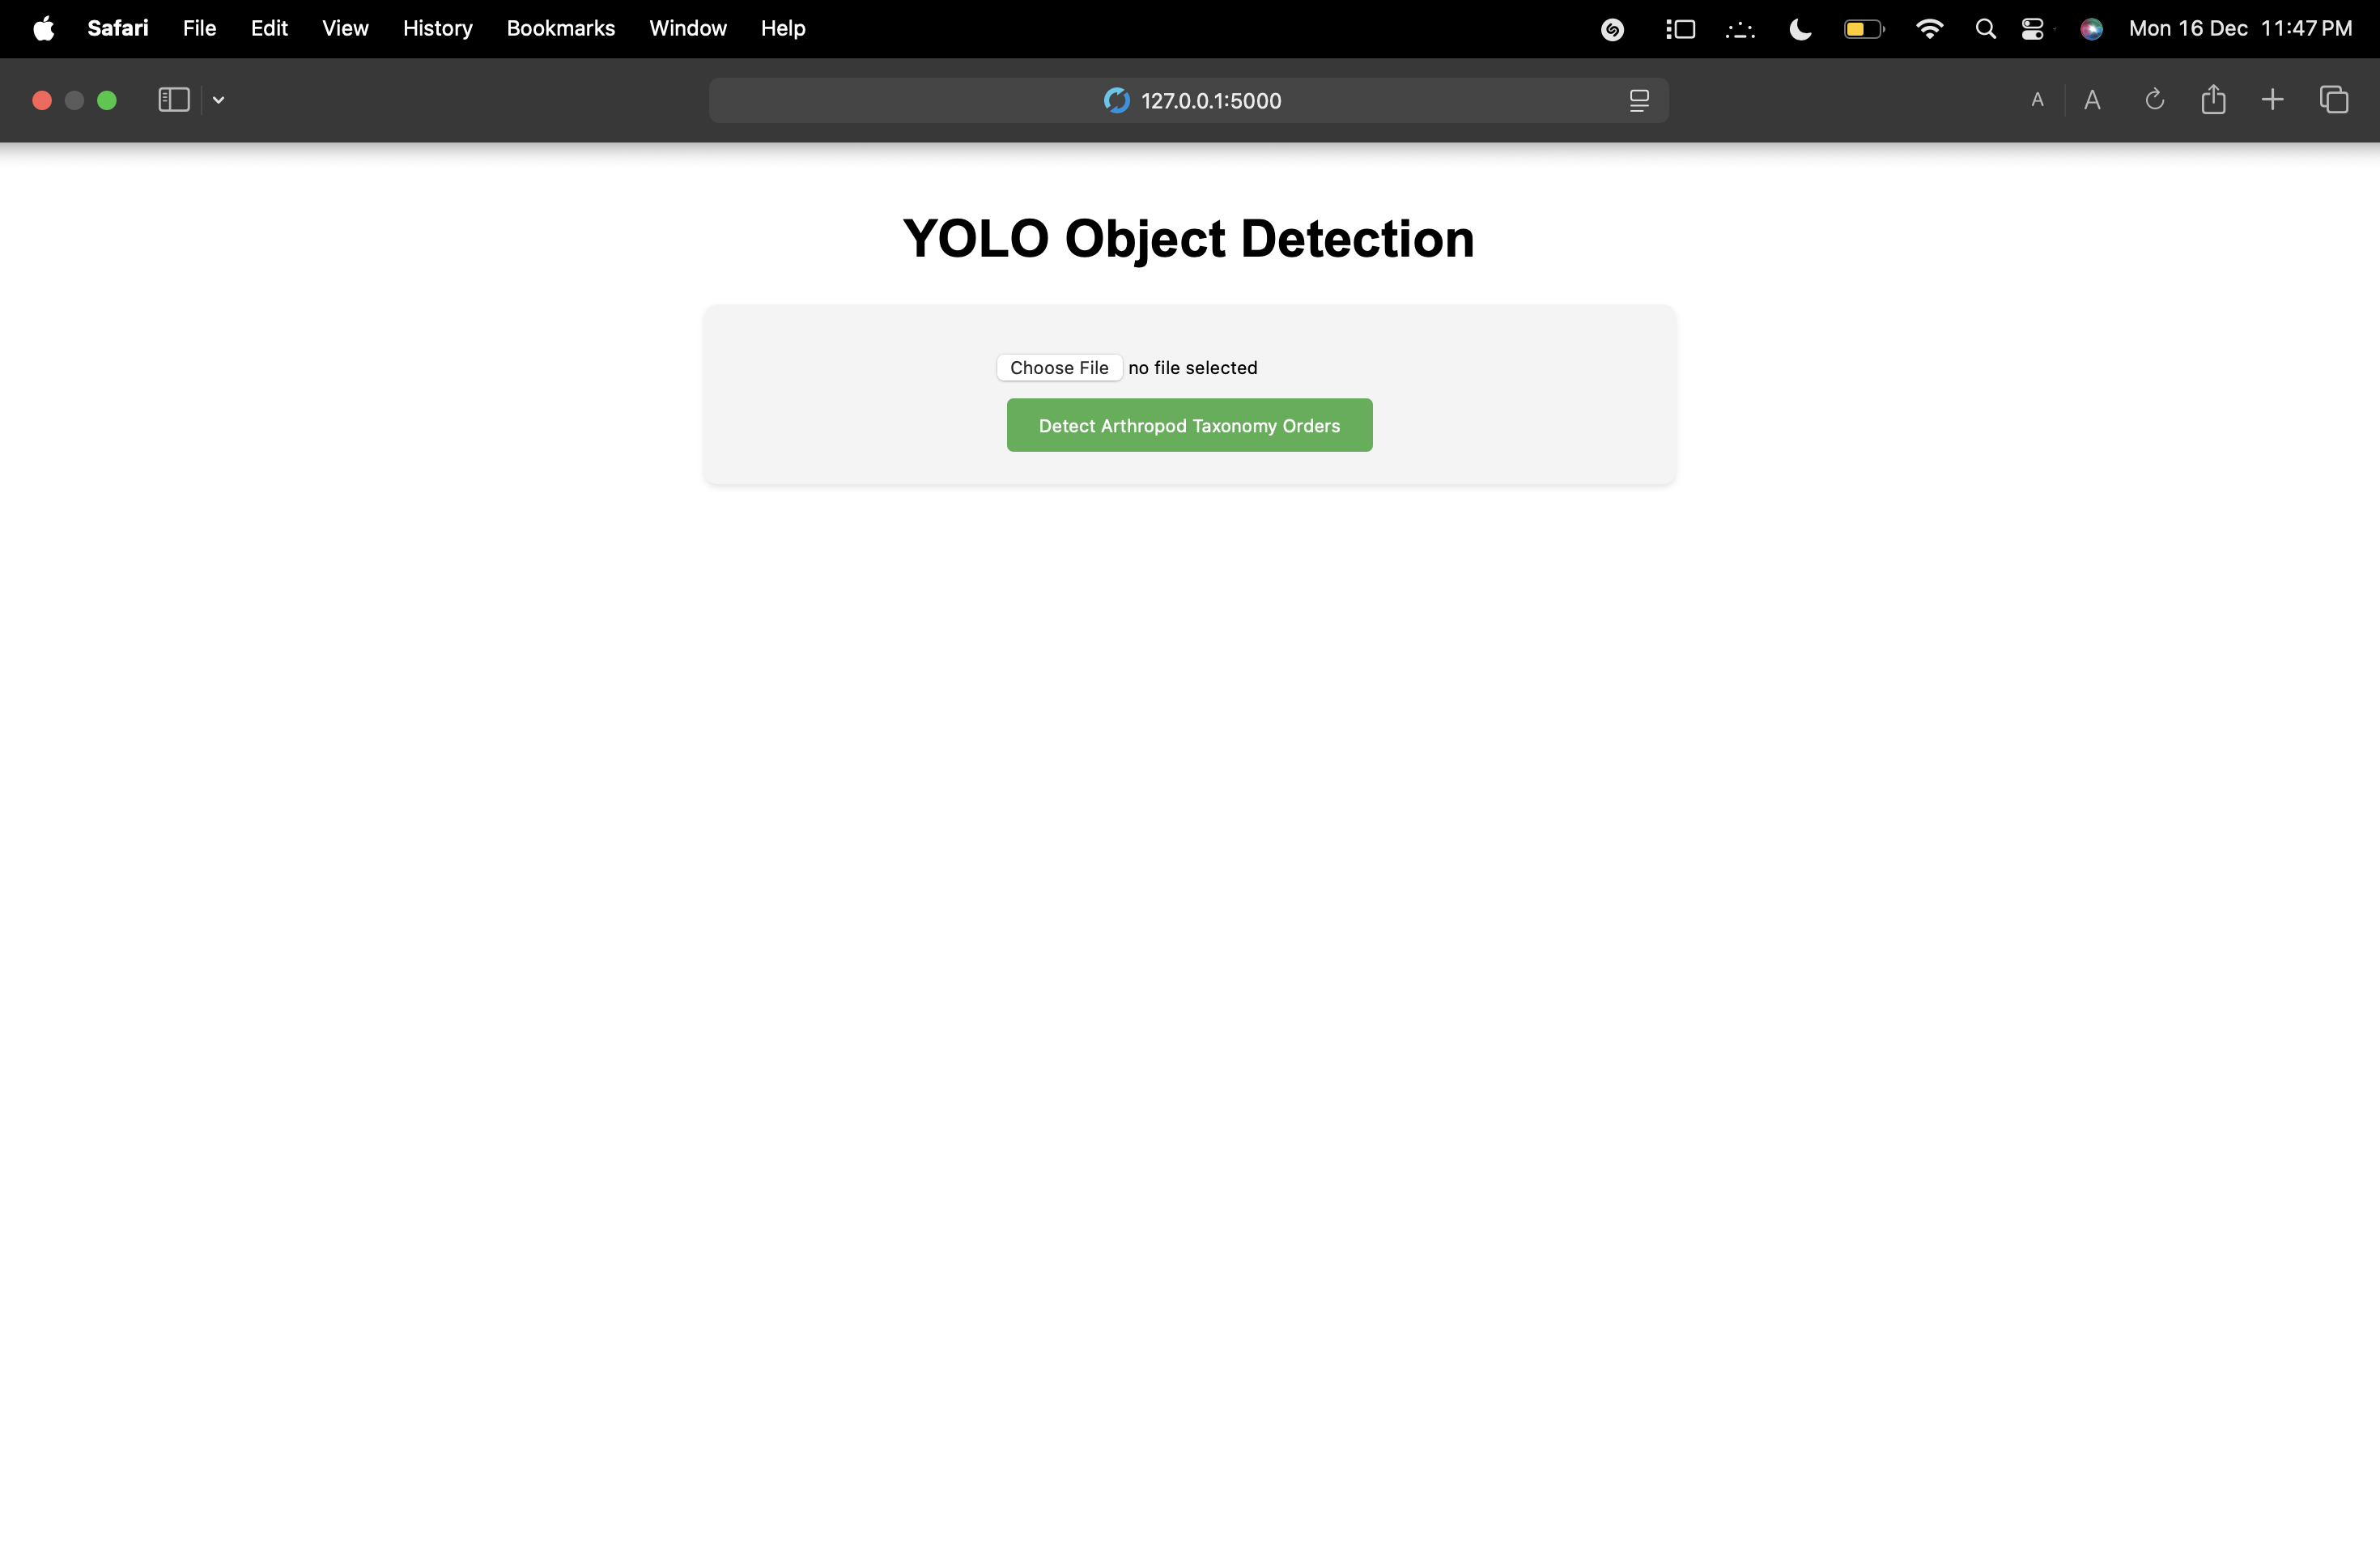 Safari File Edit View History Bookmarks Window Help Mon 16 Dec 11:47 PM
127.0.0.1:5000 A A
YOLO Object Detection
Choose File no file selected
Detect Arthropod Taxonomy Orders